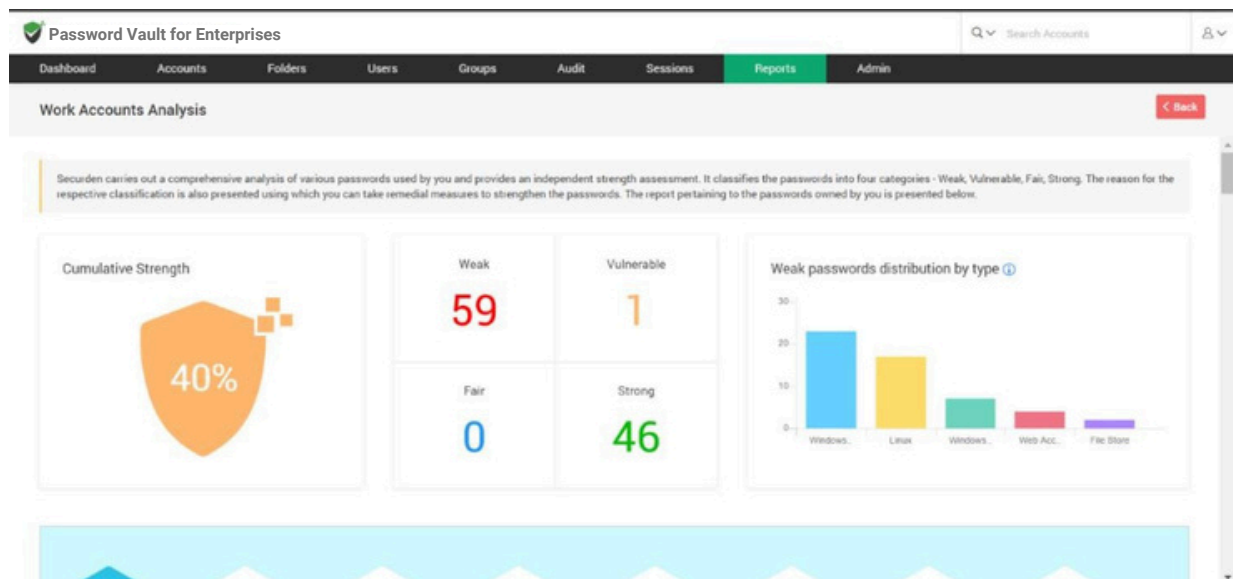 Password Vault for Enterprises
Search Accounts
Dashboard Accounts Folders Users Groups Audit Sessions Reports Admin
Work Accounts Analysis
< Back
Securden carries out a comprehensive analysis of various passwords used by you and provides an independent strength assessment. It classifies the passwords into four categories - Weak, Vulnerable, Fair, Strong. The reason for the
respective classification is also presented using which you can take remedial measures to strengthen the passwords. The report pertaining to the passwords owned by you is presented below.
Cumulative Strength
40%
Weak
59
Vulnerable
1
Fair
0
Strong
46
Weak passwords distribution by type
30
20
10
0
Windows.. Linux Windows.. Web Acc.. File Store